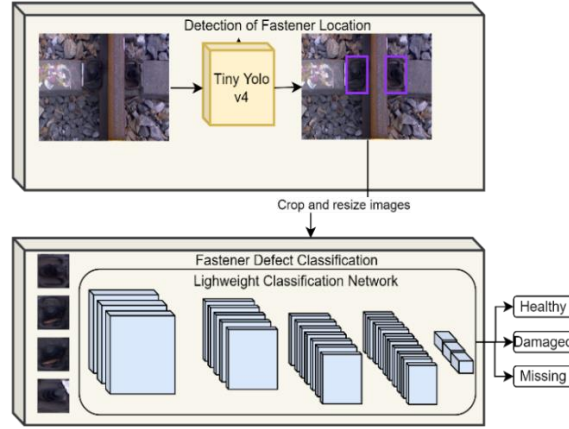 Detection of Fastener Location
Tiny Yolo
v4
Crop and resize images
Fastener Defect Classification
Lighweight Classification Network
Healthy
Damaged
Missing